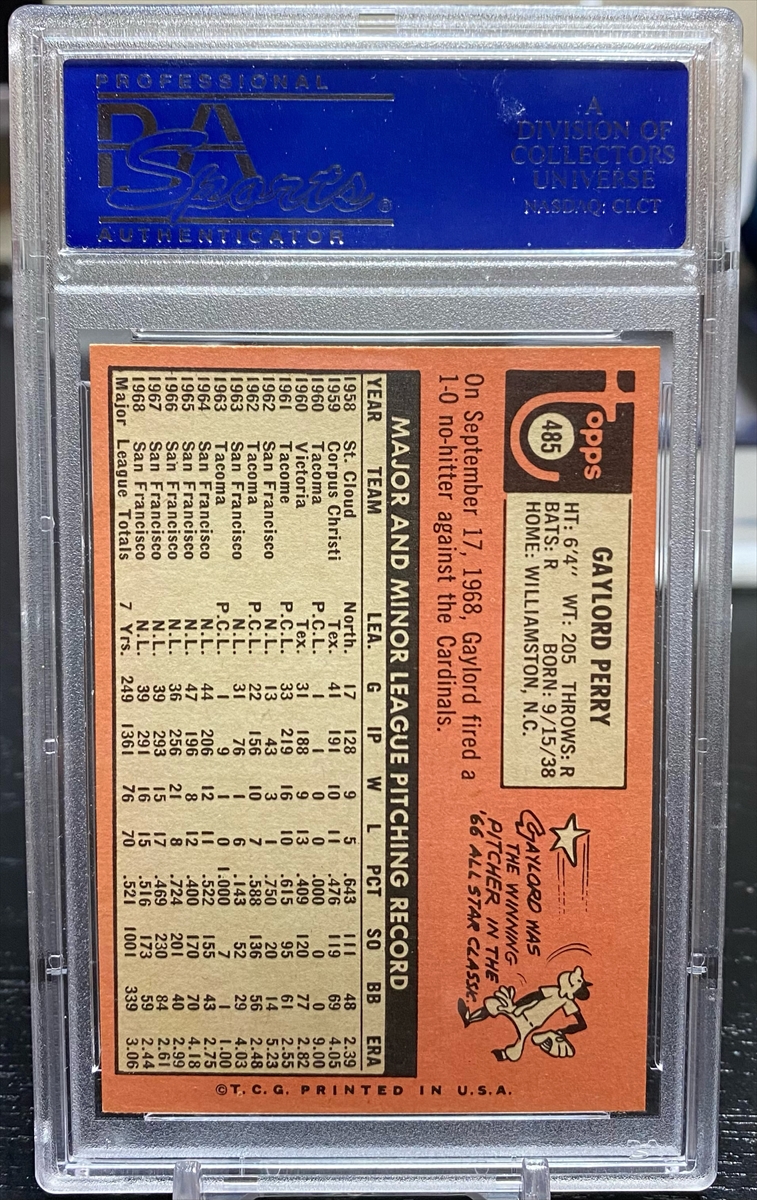 PROFESSIONAL
PSA
Sports®
AUTHENTICATOR
A
DIVISION OF
COLLECTORS
UNIVERSE
NASDAQ: CLCT
Topps
485
GAYLORD PERRY
HT: 6'4" WT: 205 THROWS: R
BATS: R BORN: 9/15/38
HOME: WILLIAMSTON, N.C.
GAYLORD WAS
THE WINNING
PITCHER IN THE
'66 ALL STAR CLASSIC.
On September 17, 1968, Gaylord fired a
1-0 no-hitter against the Cardinals.
MAJOR AND MINOR LEAGUE PITCHING RECORD
YEAR TEAM LEA. G IP W L PCT SO BB ERA
1958 St. Cloud North. 17 128 9 5 .643 111 48 2.39
1959 Corpus Christi Tex. 41 191 10 11 .476 119 69 4.05
1960 Tacoma P.C.L. 1 1 0 0 .000 0 0 9.00
1960 Victoria Tex. 31 188 9 13 .409 120 77 2.82
1961 Tacome P.C.L. 33 219 16 10 .615 95 61 2.55
1962 San Francisco N.L. 13 43 3 1 .750 20 14 5.23
1962 Tacoma P.C.L. 22 156 10 7 .588 136 56 2.48
1963 San Francisco N.L. 31 76 1 6 .143 52 29 4.03
1963 Tacoma P.C.L. 1 9 1 0 1.000 7 1 1.00
1964 San Francisco N.L. 44 206 12 11 .522 155 43 2.75
1965 San Francisco N.L. 47 196 8 12 .400 170 70 4.18
1966 San Francisco N.L. 36 256 21 8 .724 201 40 2.99
1967 San Francisco N.L. 39 293 15 17 .469 230 84 2.61
1968 San Francisco N.L. 39 291 16 15 .516 173 59 2.44
Major League Totals 7 Yrs. 249 1361 76 70 .521 1001 339 3.06
©T.C.G. PRINTED IN U.S.A.